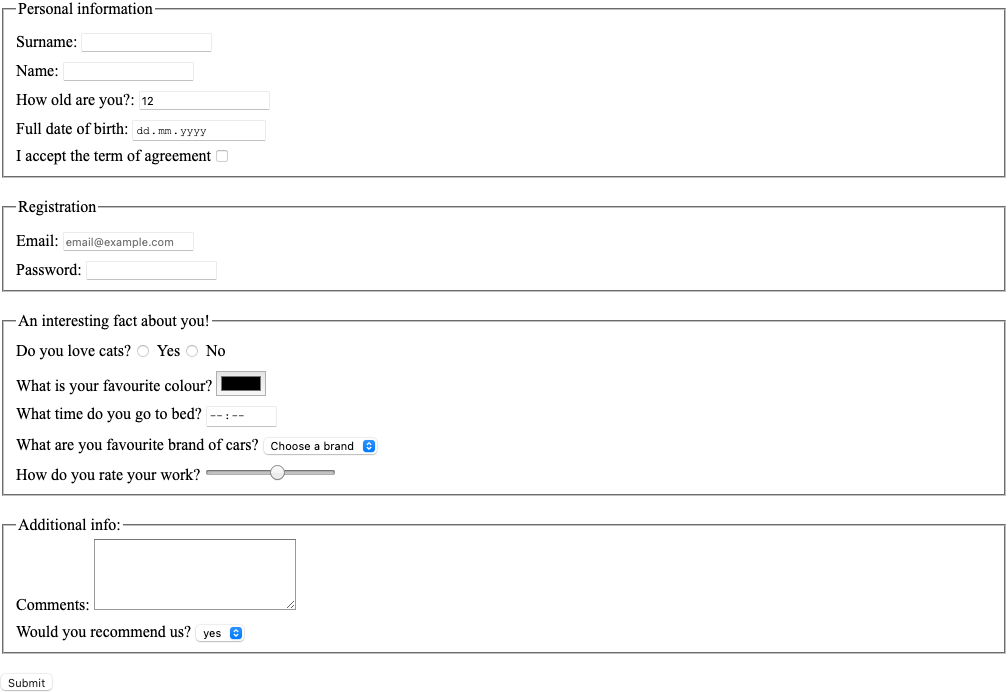 Personal information
Surname:
Name:
How old are you?: 12
Full date of birth: dd.mm.yyyy
I accept the term of agreement
Registration
Email: email@example.com
Password:
An interesting fact about you!
Do you love cats? Yes No
What is your favourite colour?
What time do you go to bed? --:--
What are you favourite brand of cars? Choose a brand
How do you rate your work?
Additional info:
Comments:
Would you recommend us? yes
Submit